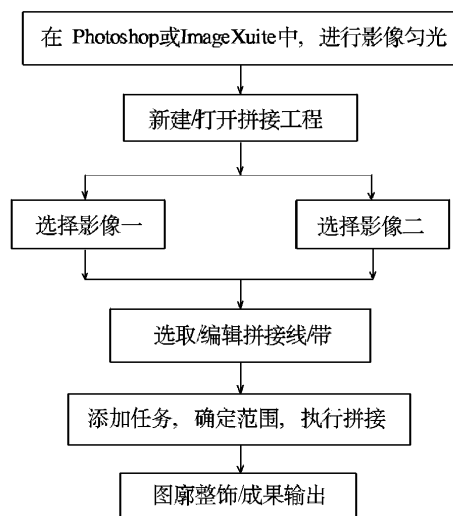 在 Photoshop或ImageXuite中，进行影像匀光
新建/打开拼接工程
选择影像一
选择影像二
选取/编辑拼接线/带
添加任务，确定范围，执行拼接
图廓整饰/成果输出